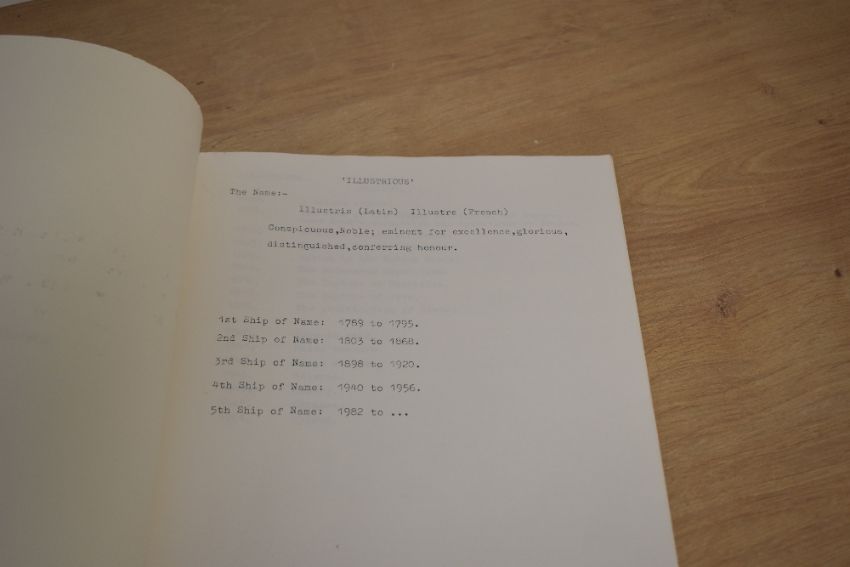 'ILLUSTRIOUS'
The Name:-
Illustris (Latin) Illustre (French)
Conspicuous,Noble; eminent for excellence,glorious,
distinguished,conferring honour.
1st Ship of Name: 1789 to 1795.
2nd Ship of Name: 1803 to 1868.
3rd Ship of Name: 1898 to 1920.
4th Ship of Name: 1940 to 1956.
5th Ship of Name: 1982 to ...